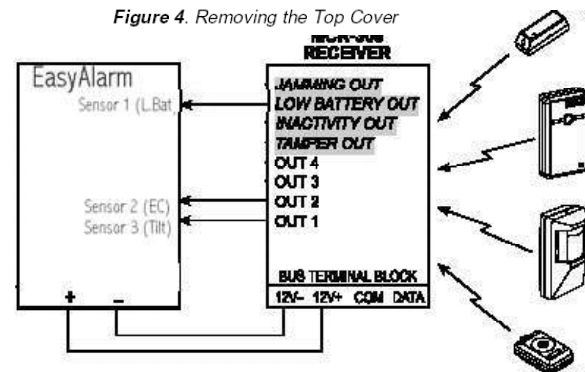 Figure 4. Removing the Top Cover
RECEIVER
EasyAlarm
Sensor 1 (L.Bat
Sensor 2 (EC)
Sensor 3 (Tilt)
+ −
JAMMING OUT
LOW BATTERY OUT
INACTIVITY OUT
TAMPER OUT
OUT 4
OUT 3
OUT 2
OUT 1
BUS TERMINAL BLOCK
12V- 12V+ COM DATA